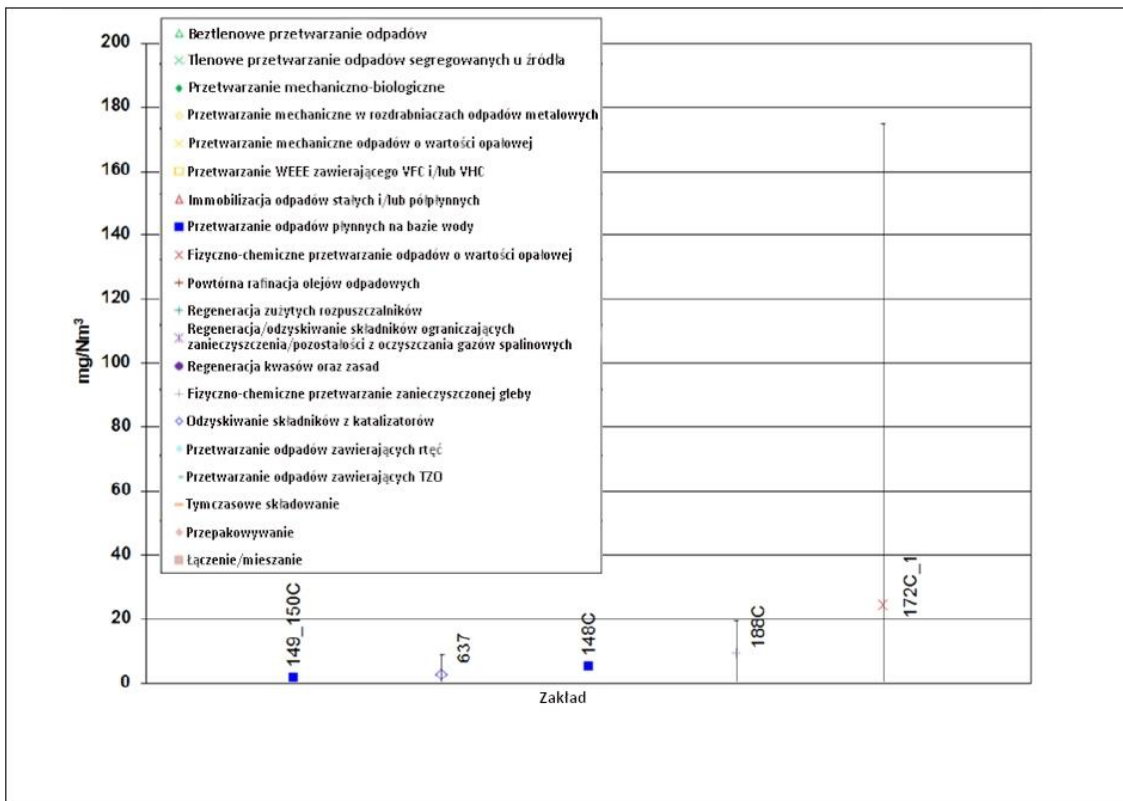 200
180
160
140
120
100
80
60
40
20
0
mg/Nm³
Beztlenowe przetwarzanie odpadów
Tlenowe przetwarzanie odpadów segregowanych u źródła
Przetwarzanie mechaniczno-biologiczne
Przetwarzanie mechaniczne w rozdrabniaczach odpadów metalowych
Przetwarzanie mechaniczne odpadów o wartości opałowej
Przetwarzanie WEEE zawierającego VFC i/lub VHC
Immobilizacja odpadów stałych i/lub półpłynnych
Przetwarzanie odpadów płynnych na bazie wody
Fizyczno-chemiczne przetwarzanie odpadów o wartości opałowej
Powtórna rafinacja olejów odpadowych
Regeneracja zużytych rozpuszczalników
Regeneracja/odzyskiwanie składników ograniczających
zanieczyszczenia/pozostałości z oczyszczania gazów spalinowych
Regeneracja kwasów oraz zasad
Fizyczno-chemiczne przetwarzanie zanieczyszczonej gleby
Odzyskiwanie składników z katalizatorów
Przetwarzanie odpadów zawierających rtęć
Przetwarzanie odpadów zawierających TZO
Tymczasowe składowanie
Przepakowywanie
Łączenie/mieszanie
149_150C
637
148C
188C
172C_1
Zakład